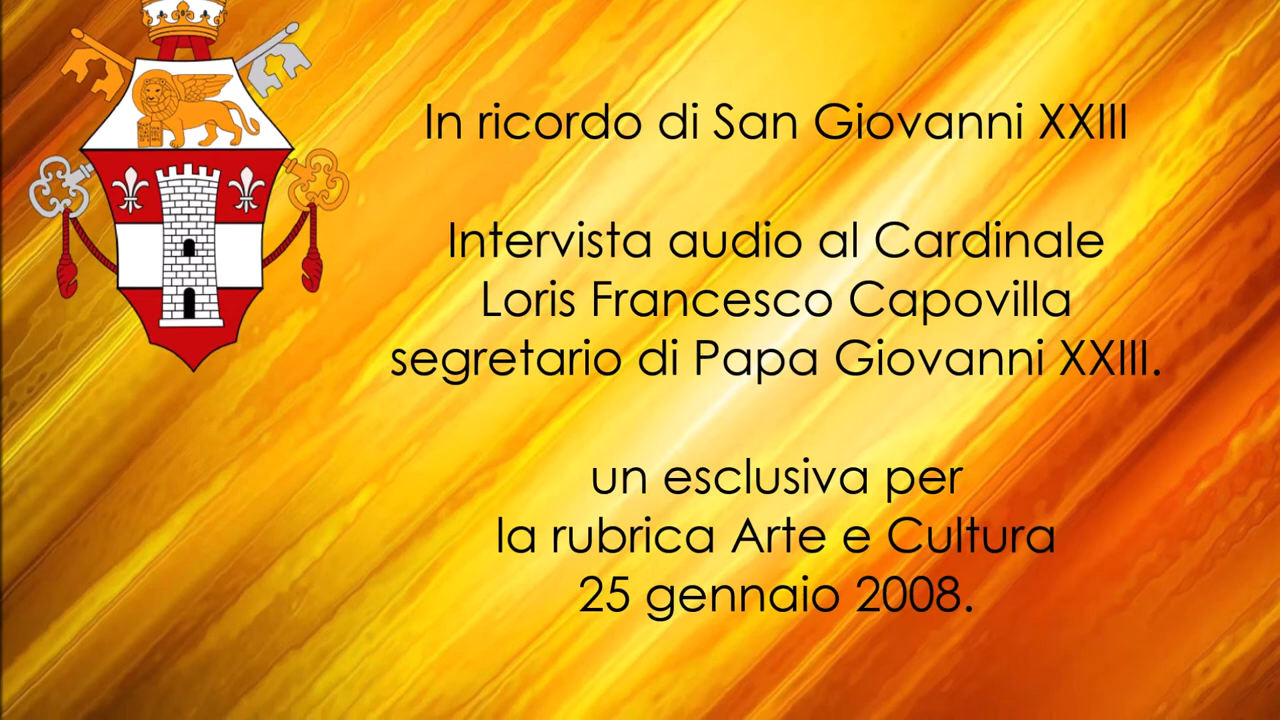 In ricordo di San Giovanni XXIII
Intervista audio al Cardinale
Loris Francesco Capovilla
segretario di Papa Giovanni XXIII.
un esclusiva per
la rubrica Arte e Cultura
25 gennaio 2008.